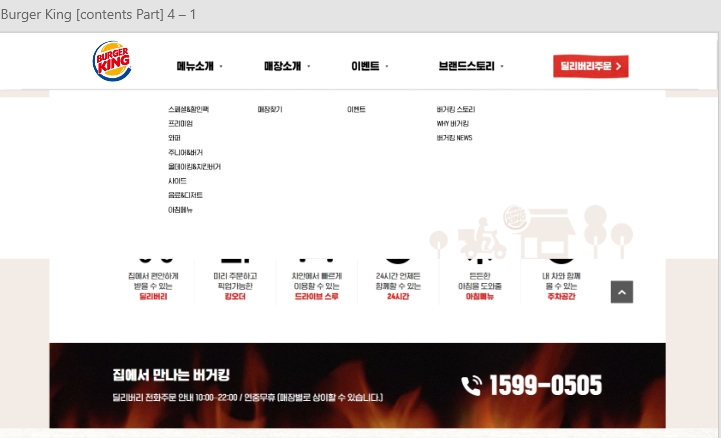 Burger King [contents Part] 4 – 1
BURGER KING
메뉴소개 매장소개 이벤트 브랜드스토리 딜리버리주문
스페셜&할인팩 매장찾기 이벤트 버거킹 스토리
프리미엄 WHY 버거킹
와퍼 버거킹 NEWS
주니어&버거
올데이킹&치킨버거
사이드
음료&디저트
아침메뉴
집에서 편안하게 미리 주문하고 차안에서 빠르게 24시간 언제든 든든한 내 차와 함께
받을 수 있는 픽업가능한 이용할 수 있는 함께할 수 있는 아침을 도와줄 올 수 있는
딜리버리 킹오더 드라이브 스루 24시간 아침메뉴 주차공간
집에서 만나는 버거킹
1599-0505
딜리버리 전화주문 안내 10:00~22:00 / 연중무휴 (매장별로 상이할 수 있습니다.)